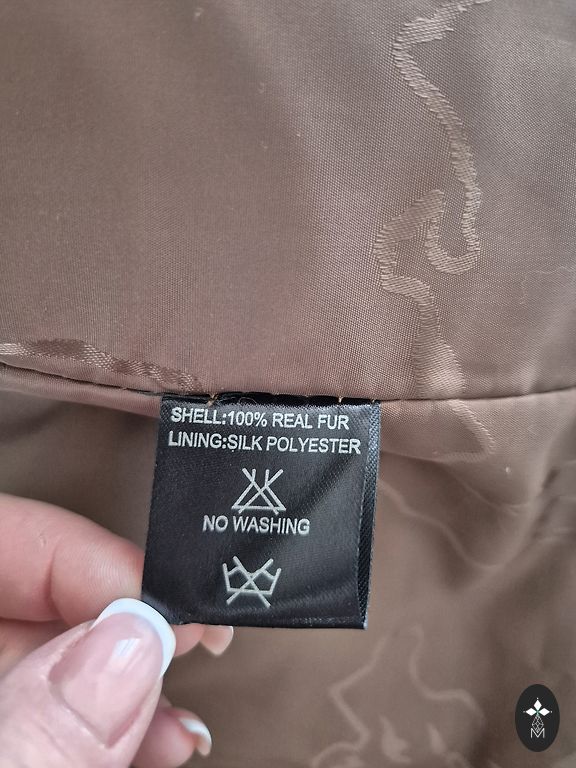 SHELL:100% REAL FUR
LINING:SILK POLYESTER
NO WASHING
M